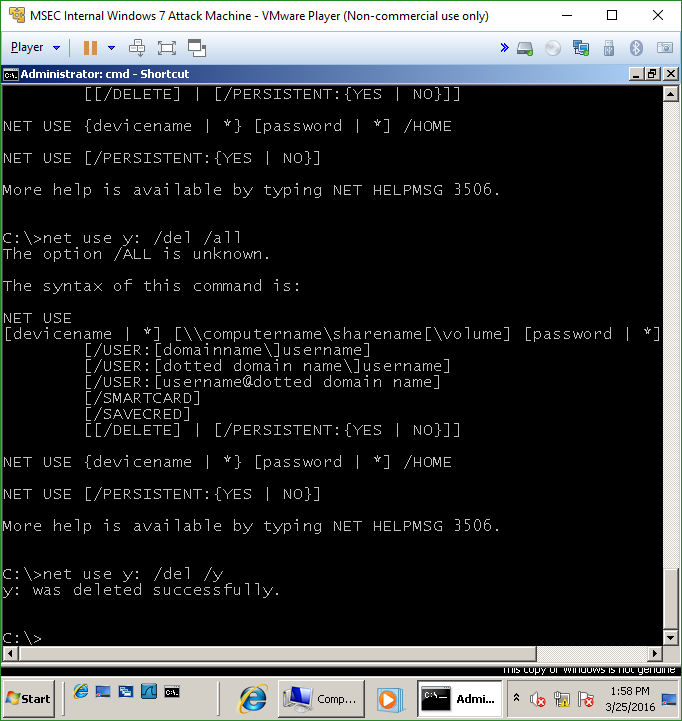 MSEC Internal Windows 7 Attack Machine - VMware Player (Non-commercial use only)
Player
Administrator: cmd - Shortcut
[[/DELETE] | [/PERSISTENT:{YES | NO}]]
NET USE {devicename | *} [password | *] /HOME
NET USE [/PERSISTENT:{YES | NO}]
More help is available by typing NET HELPMSG 3506.
C:\>net use y: /del /all
The option /ALL is unknown.
The syntax of this command is:
NET USE
[devicename | *] [\\computername\sharename[\volume] [password | *]
[/USER:[domainname\]username]
[/USER:[dotted domain name\]username]
[/USER:[username@dotted domain name]
[/SMARTCARD]
[/SAVECRED]
[[/DELETE] | [/PERSISTENT:{YES | NO}]]
NET USE {devicename | *} [password | *] /HOME
NET USE [/PERSISTENT:{YES | NO}]
More help is available by typing NET HELPMSG 3506.
C:\>net use y: /del /y
y: was deleted successfully.
C:\>
This copy of Windows is not genuine
Start
Comp...
Admi...
1:58 PM
3/25/2016